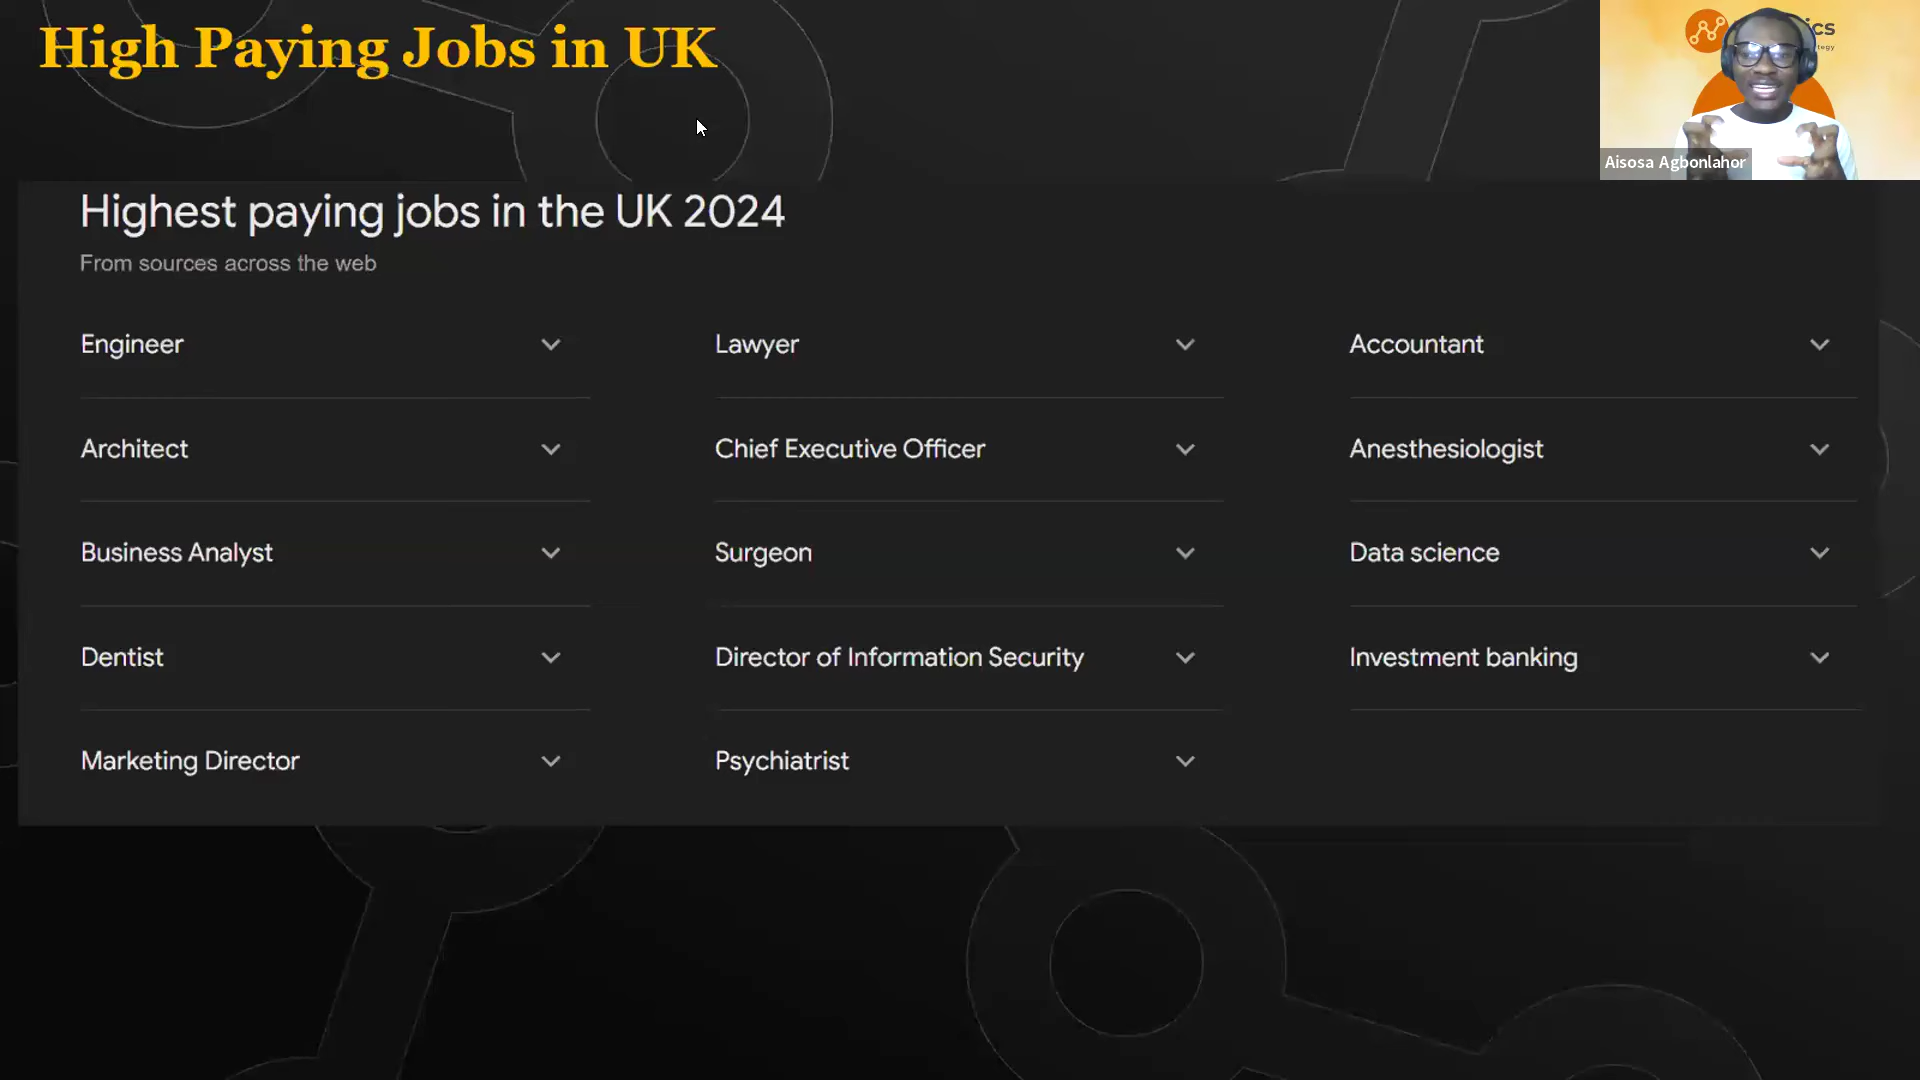 High Paying Jobs in UK
Aisosa Agbonlahor
Highest paying jobs in the UK 2024
From sources across the web
Engineer
Lawyer
Accountant
Architect
Chief Executive Officer
Anesthesiologist
Business Analyst
Surgeon
Data science
Dentist
Director of Information Security
Investment banking
Marketing Director
Psychiatrist